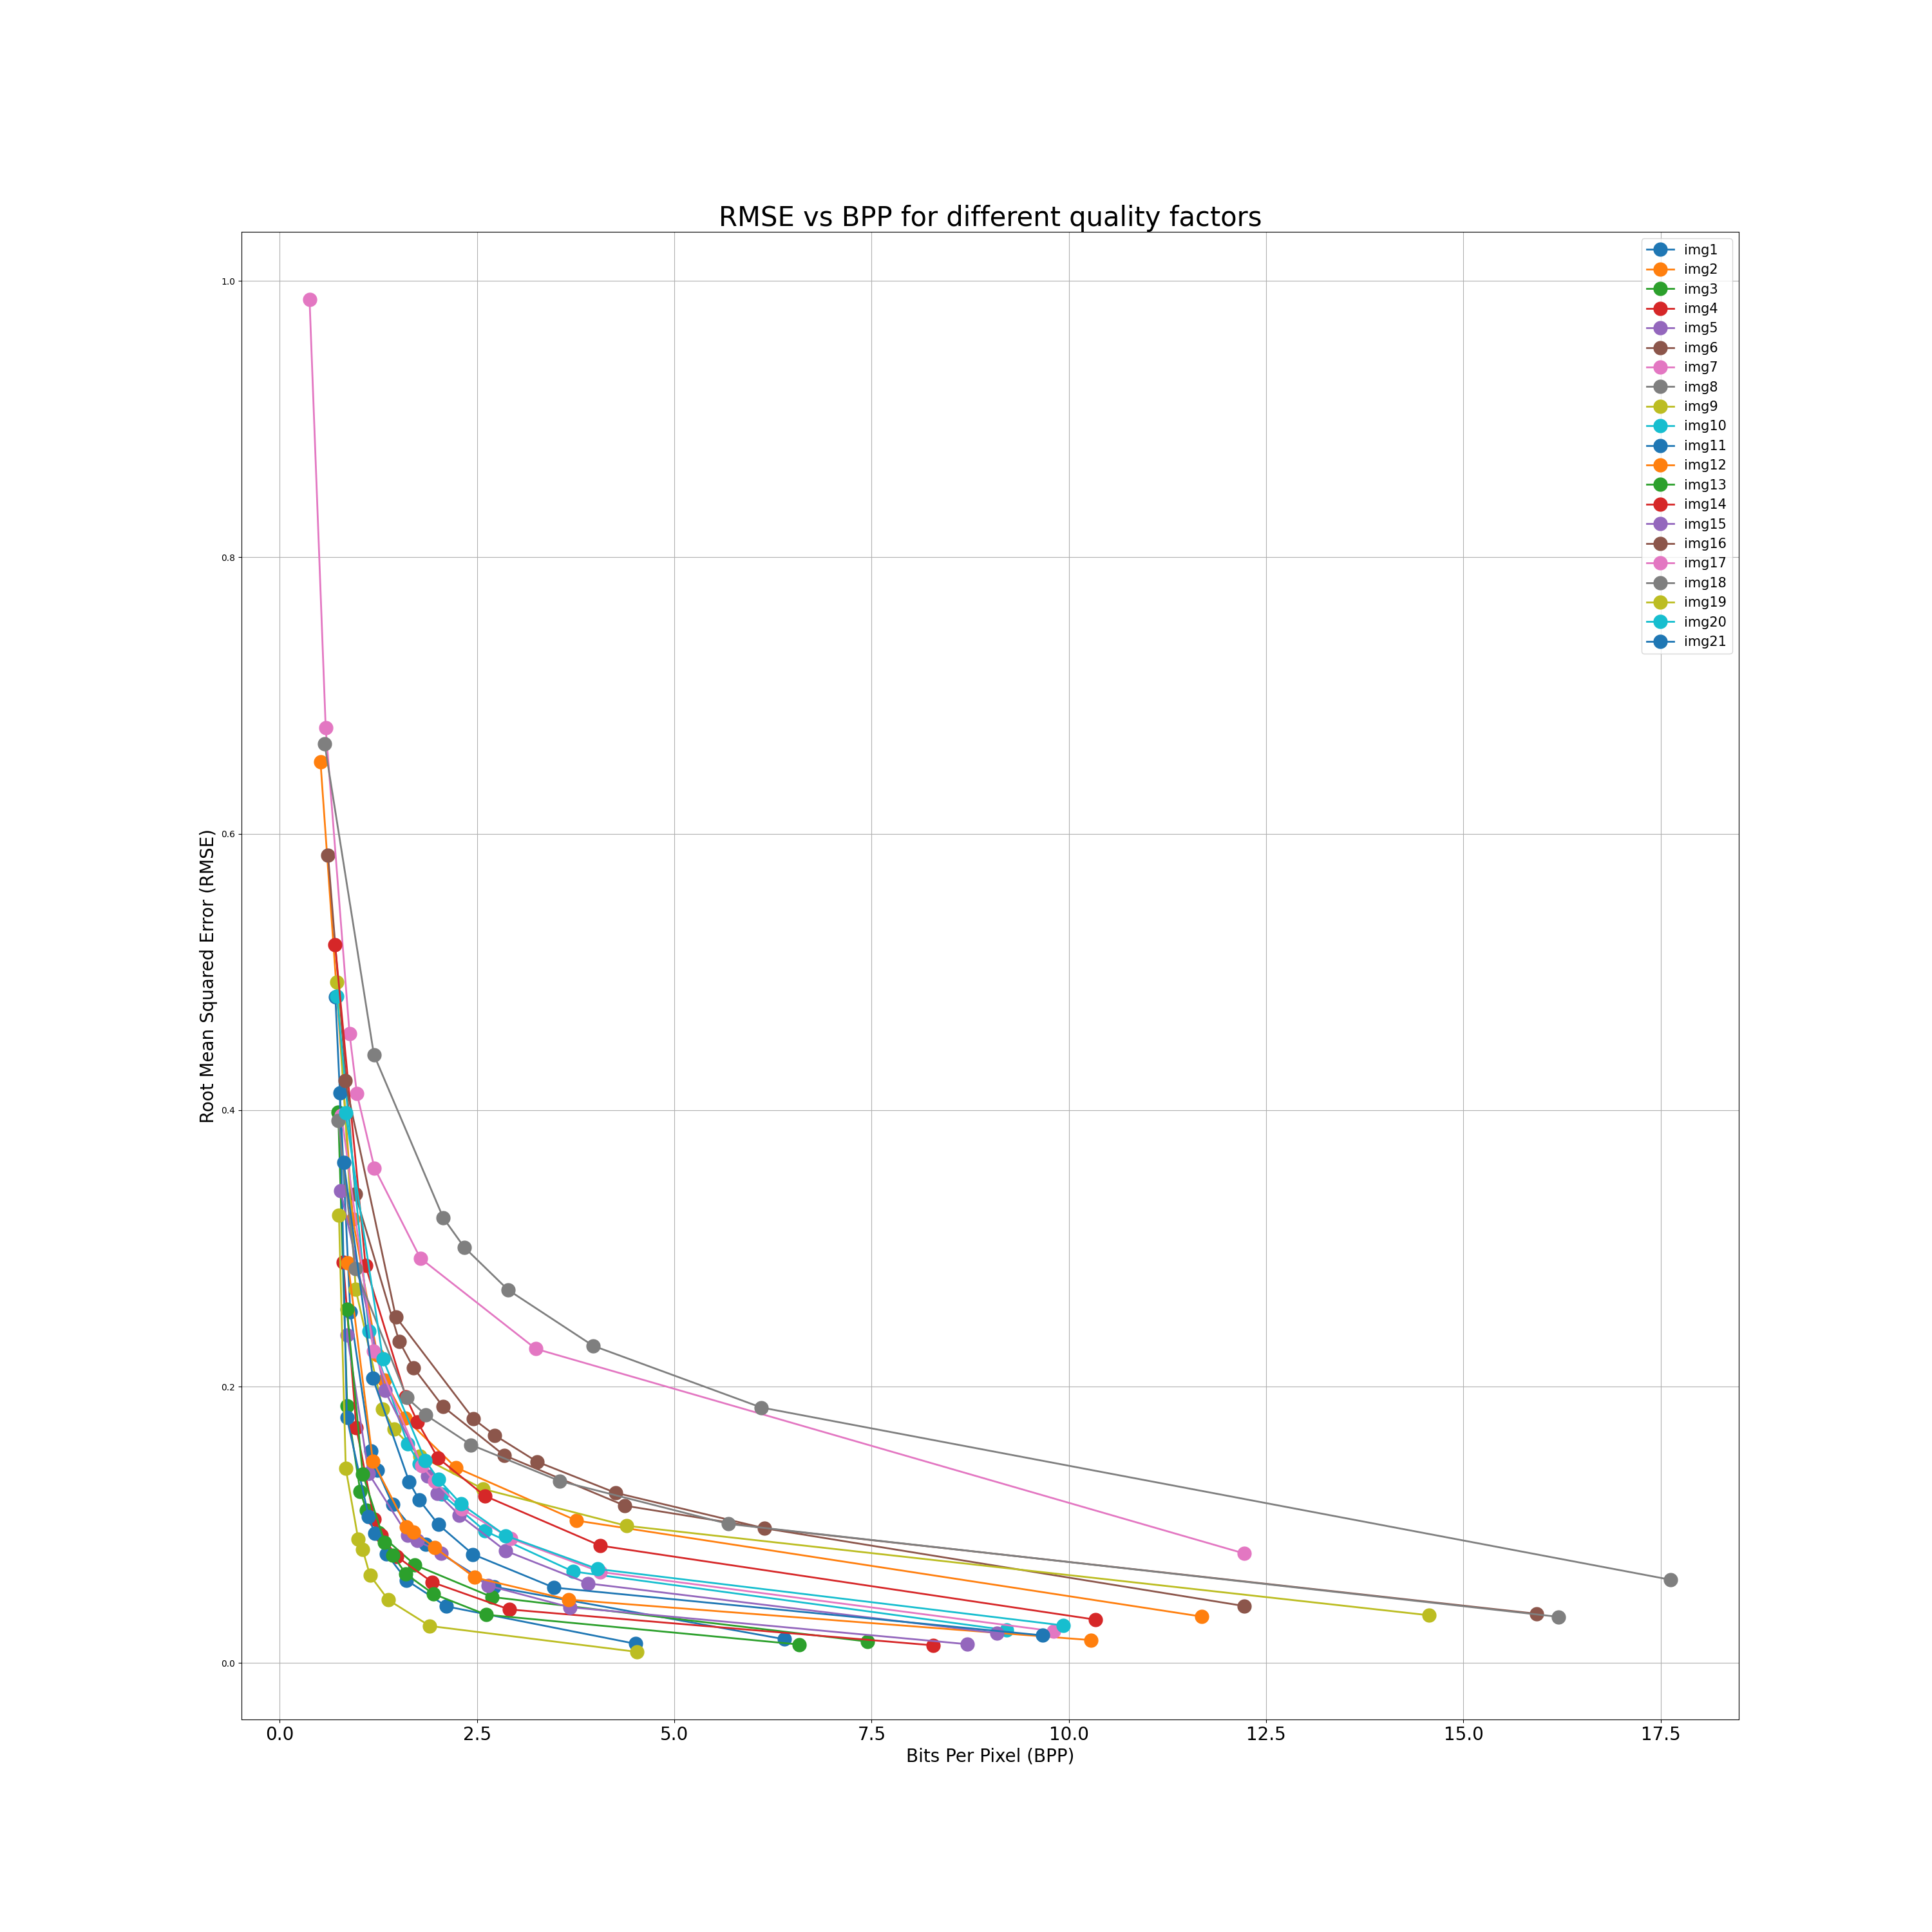 RMSE vs BPP for different quality factors
img1
img2
img3
img4
img5
img6
img7
img8
img9
img10
img11
img12
img13
img14
img15
img16
img17
img18
img19
img20
img21
1.0
0.8
0.6
0.4
0.2
0.0
Root Mean Squared Error (RMSE)
0.0 2.5 5.0 7.5 10.0 12.5 15.0 17.5
Bits Per Pixel (BPP)